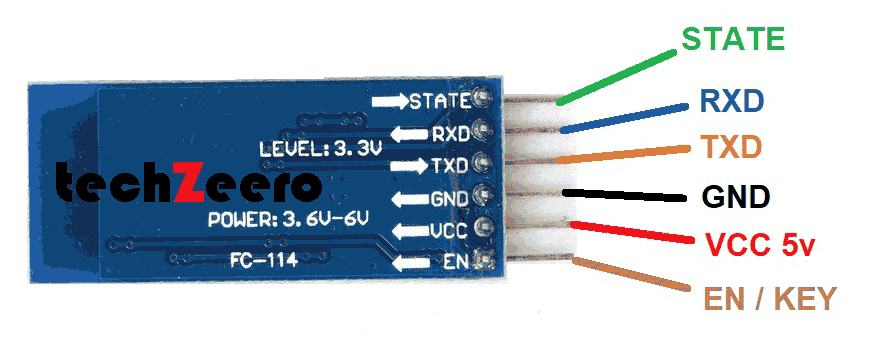 STATE
RXD
LEVEL: 3.3V
TXD
techZeero
GND
POWER: 3.6V-6V
VCC
FC-114
EN
STATE
RXD
TXD
GND
VCC 5v
EN / KEY